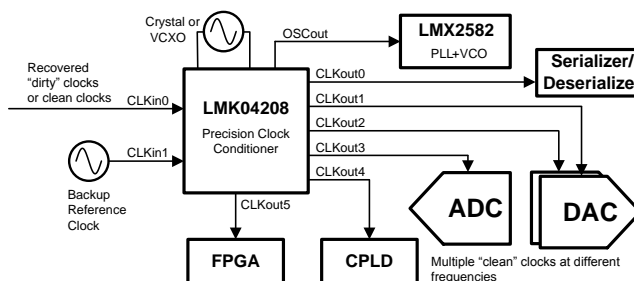 Crystal or
VCXO
OSCout
LMX2582
PLL+VCO
Recovered
"dirty" clocks
or clean clocks
CLKin0
LMK04208
Precision Clock
Conditioner
CLKout0
Serializer/
Deserializer
CLKout1
CLKout2
CLKin1
CLKout3
CLKout4
Backup
Reference
Clock
CLKout5
ADC
DAC
FPGA
CPLD
Multiple "clean" clocks at different
frequencies